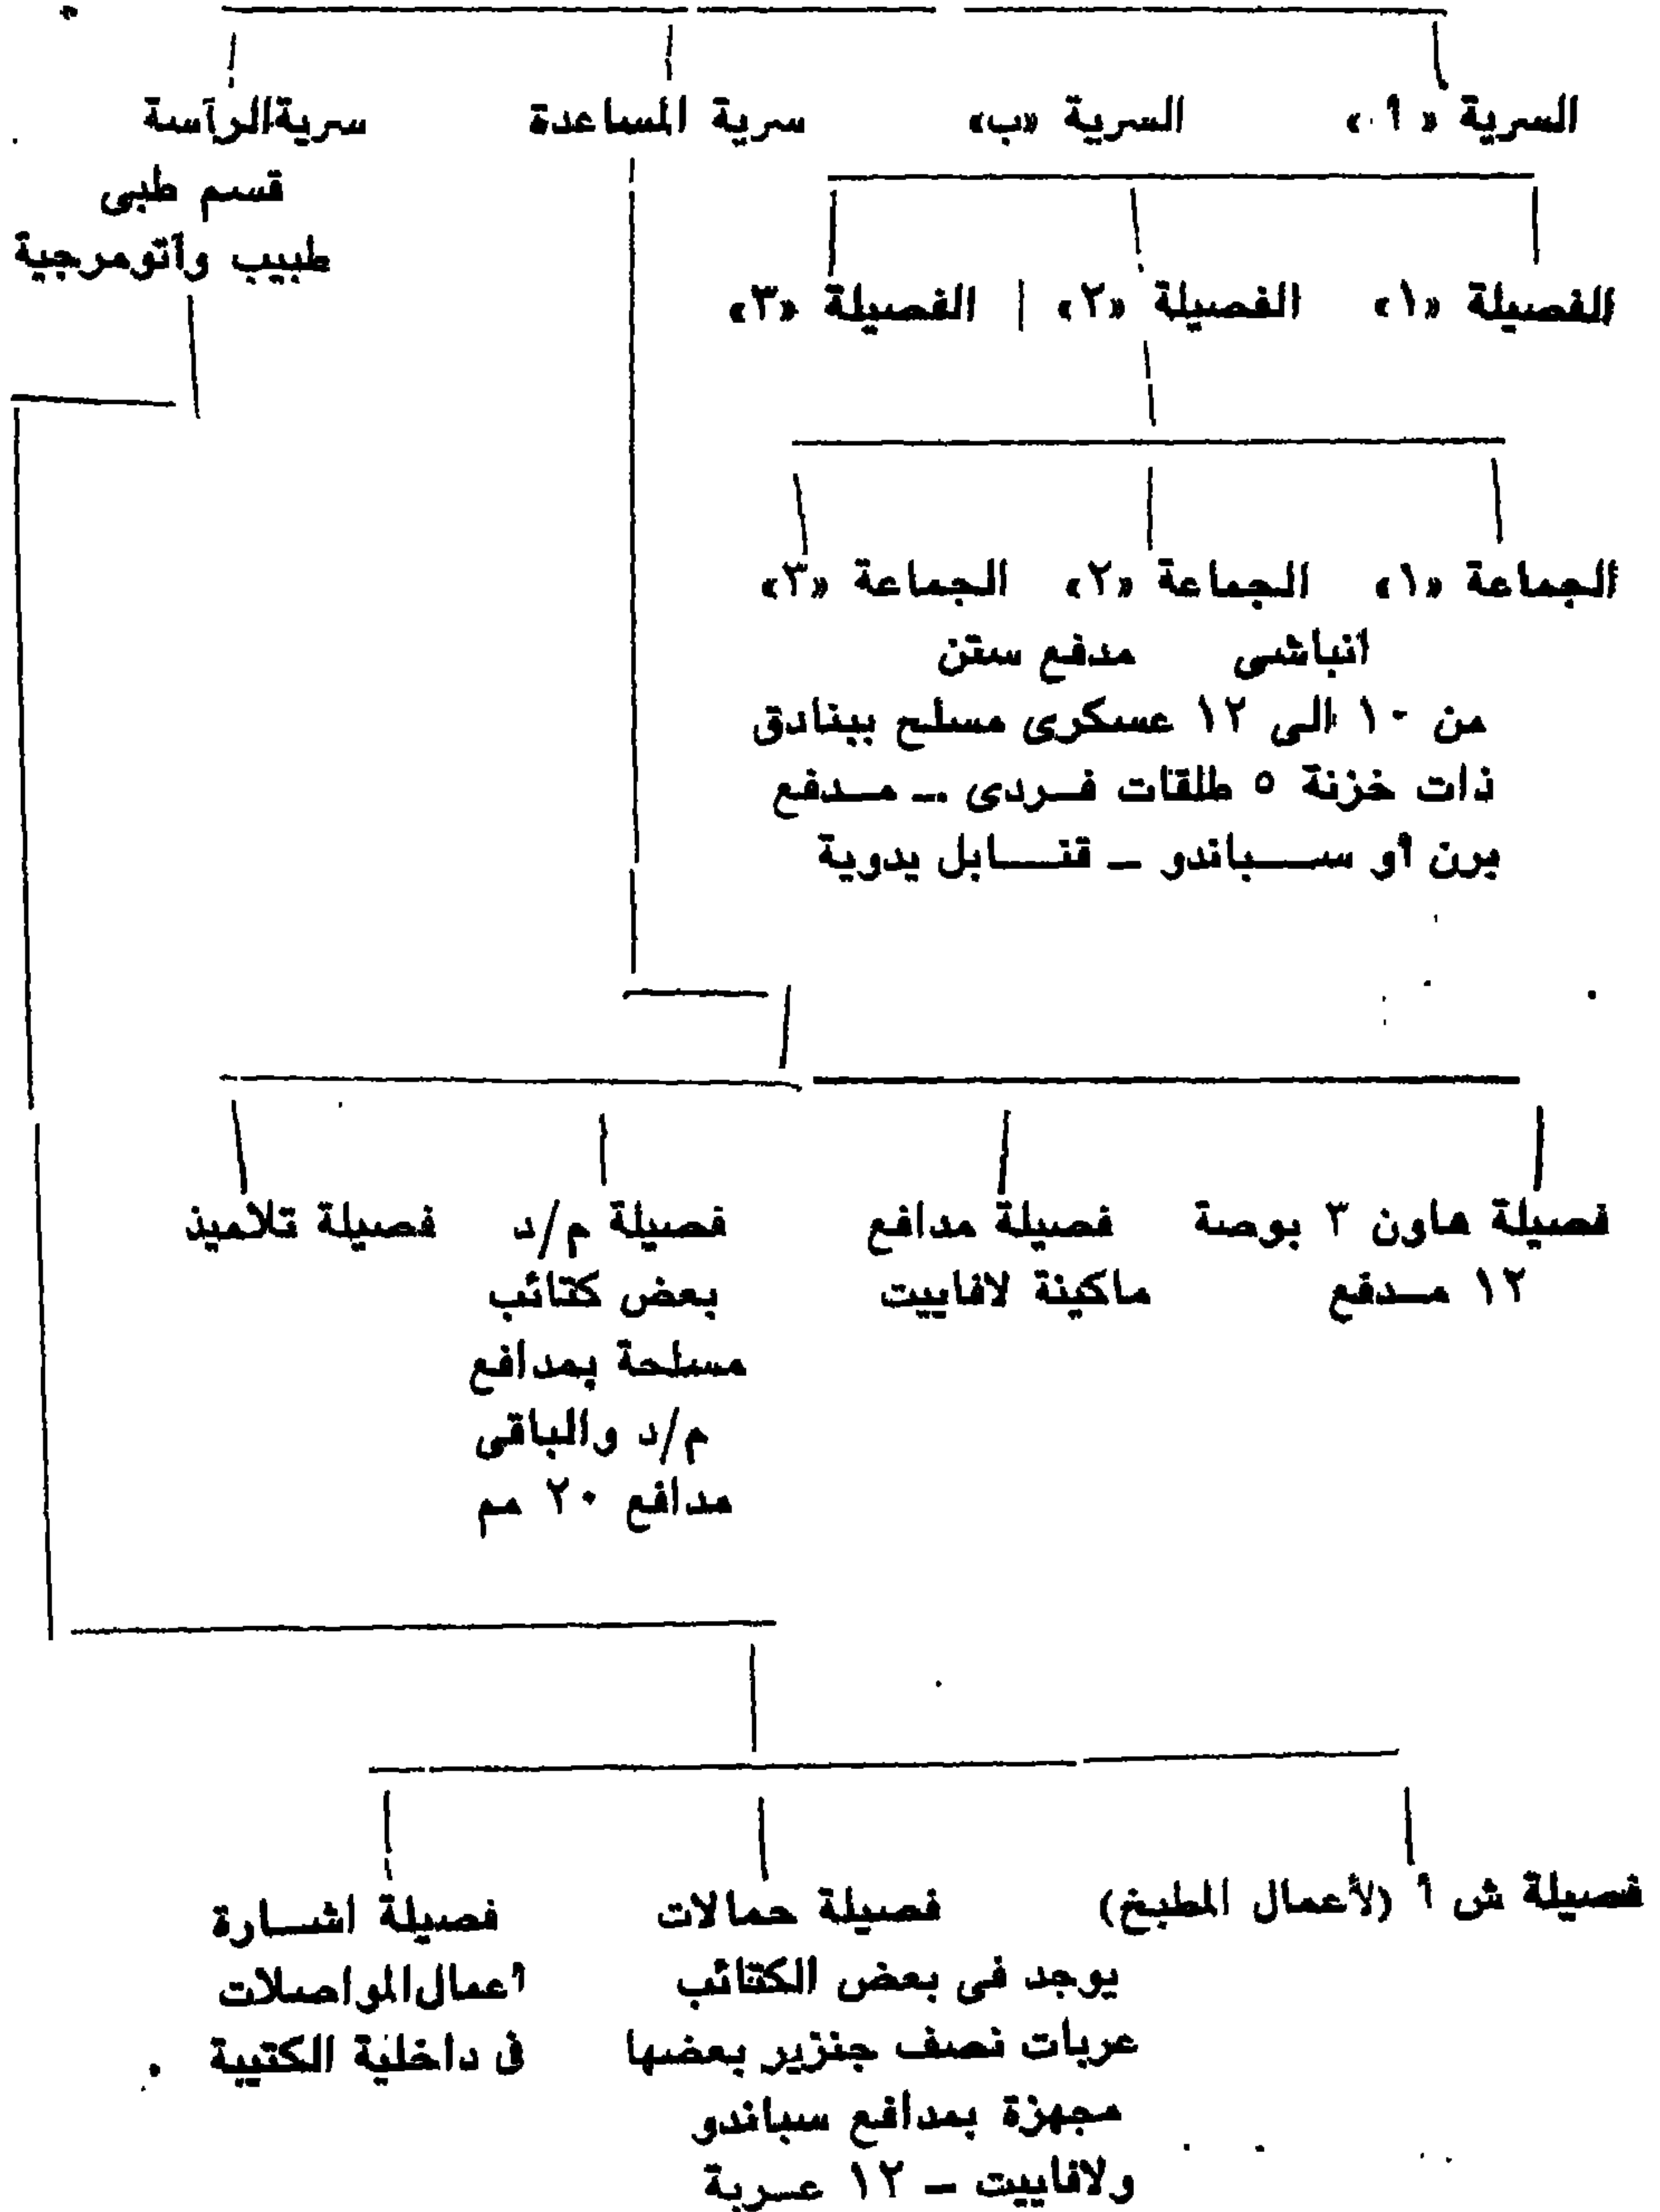 السرية «أ» السرية «ب» سرية المساعدة سرية الرآسة
قسم طبى
طبيب وأتومرجية
الفصيلة «١» الفصيلة «٢» | الفصيلة «٣»
الجماعة «١» الجماعة «٢» الجماعة «٣»
انباشى مدفع ستن
من ١٠ الى ١٢ عسكرى مسلح ببنادق
ذات خزنة ٥ طلقات فردى ــ مدفع
برن أو سباندو ــ قنابل يدوية
فصيلة هاون ٣ بوصة
١٢ مدفع
فصيلة مدافع
ماكينة لافاييت
فصيلة م/د
بعض كتائب
مسلحة بمدافع
م/د والباقى
مدافع ٢٠ مم
فصيلة تلاميذ
فصيلة ش أ (لأعمال المطبخ)
فصيلة حمالات
يوجد فى بعض الكتائب
عربات نصف جنزير بعضها
مجهزة بمدافع سباندو
ولافاييت ــ ١٢ عربة
فصيلة اشارة
أعمال المواصلات
فى داخلية الكتيبة .